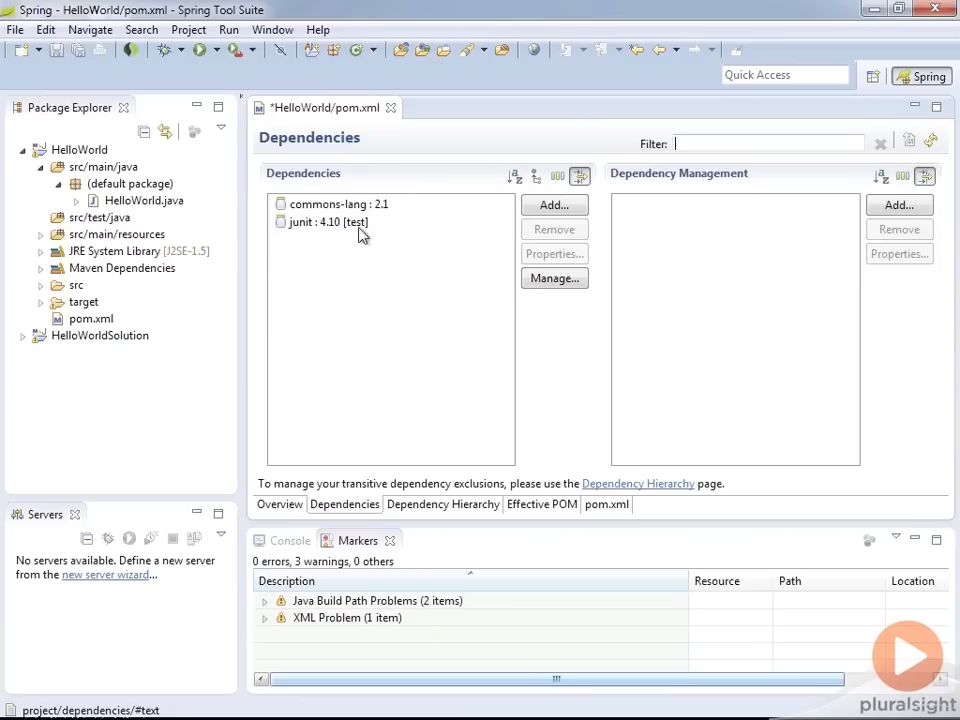 Spring - HelloWorld/pom.xml - Spring Tool Suite
File Edit Navigate Search Project Run Window Help
Quick Access
Spring
Package Explorer
HelloWorld
src/main/java
(default package)
HelloWorld.java
src/test/java
src/main/resources
JRE System Library [J2SE-1.5]
Maven Dependencies
src
target
pom.xml
HelloWorldSolution
*HelloWorld/pom.xml
Dependencies
Filter:
Dependencies
commons-lang : 2.1
junit : 4.10 [test]
Add...
Remove
Properties...
Manage...
Dependency Management
Add...
Remove
Properties...
To manage your transitive dependency exclusions, please use the Dependency Hierarchy page.
Overview Dependencies Dependency Hierarchy Effective POM pom.xml
Servers
No servers available. Define a new server
from the new server wizard...
Console Markers
0 errors, 3 warnings, 0 others
Description Resource Path Location
Java Build Path Problems (2 items)
XML Problem (1 item)
project/dependencies/#text
pluralsight